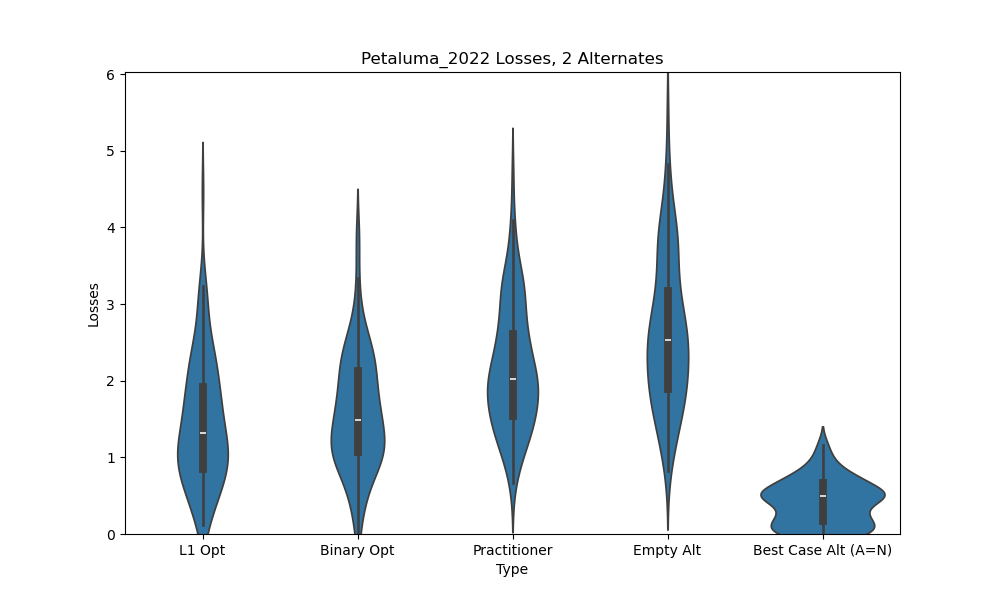 Petaluma_2022 Losses, 2 Alternates
6
5
4
3
2
1
0
Losses
L1 Opt
Binary Opt
Practitioner
Empty Alt
Best Case Alt (A=N)
Type